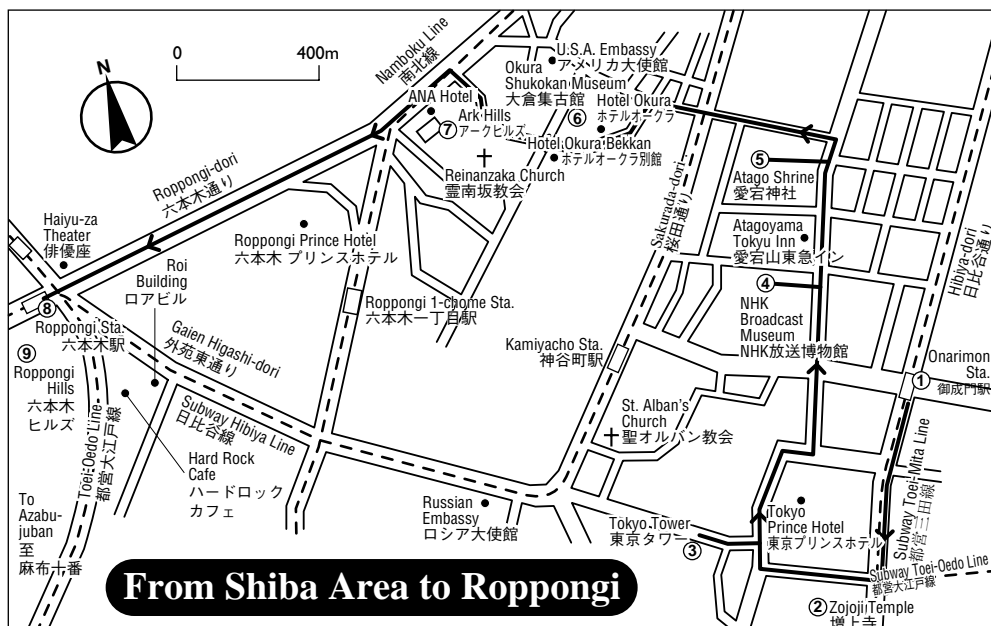 0 400m
N
Namboku Line
南北線
U.S.A. Embassy
アメリカ大使館
Okura
Shukokan Museum
大倉集古館
⑥
Hotel Okura
ホテルオークラ
ANA Hotel
Ark Hills
⑦ アークヒルズ
Hotel Okura Bekkan
ホテルオークラ別館
Reinanzaka Church
霊南坂教会
⑤
Atago Shrine
愛宕神社
Roppongi-dori
六本木通り
Sakurada-dori
桜田通り
Hibiya-dori
日比谷通り
Haiyu-za
Theater
俳優座
Roi
Building
ロアビル
Roppongi Prince Hotel
六本木 プリンスホテル
Atagoyama
Tokyu Inn
愛宕山東急イン
④
NHK
Broadcast
Museum
NHK放送博物館
⑧
Roppongi Sta.
六本木駅
Roppongi 1-chome Sta.
六本木一丁目駅
Gaien Higashi-dori
外苑東通り
Kamiyacho Sta.
神谷町駅
①
Onarimon
Sta.
御成門駅
⑨
Roppongi
Hills
六本木
ヒルズ
Subway Hibiya Line
日比谷線
St. Alban's
Church
聖オルバン教会
Toei-Oedo Line
都営大江戸線
Hard Rock
Cafe
ハードロック
カフェ
Subway Toei-Mita Line
都営三田線
To
Azabu-
juban
至
麻布十番
Russian
Embassy
ロシア大使館
Tokyo Tower
東京タワー
③
Tokyo
Prince Hotel
東京プリンスホテル
Subway Toei-Oedo Line
都営大江戸線
② Zojoji Temple
増上寺
From Shiba Area to Roppongi